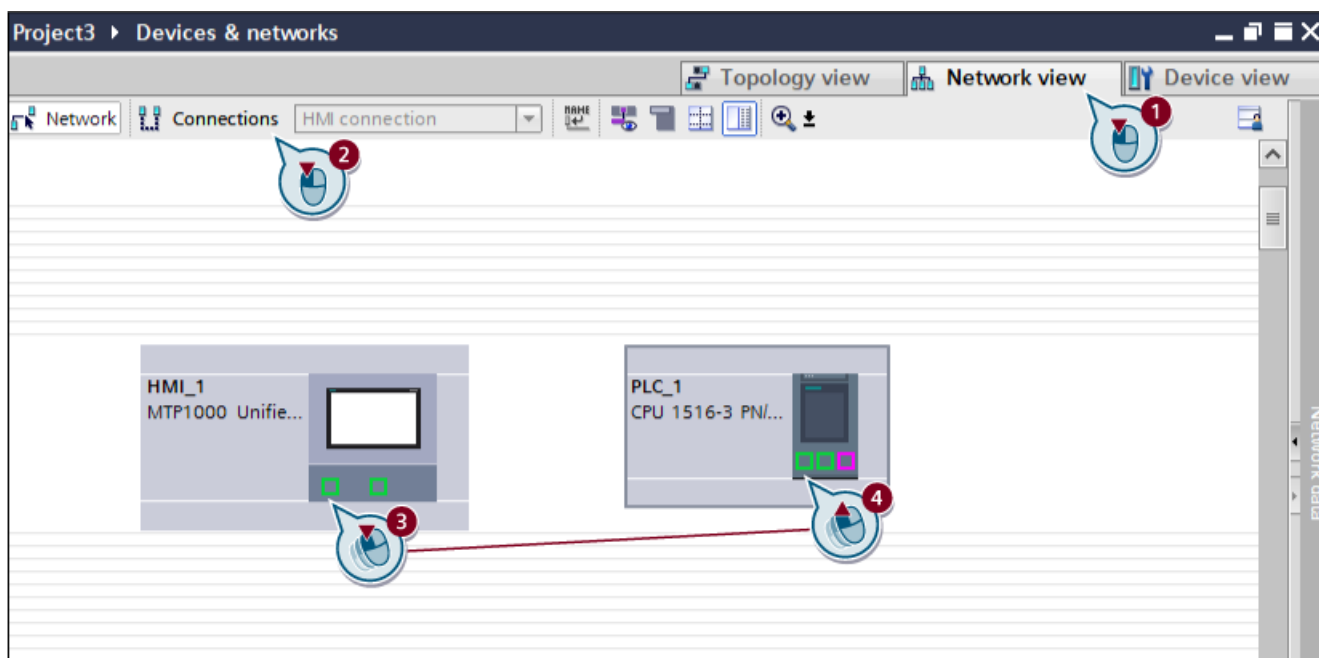 Project3 ▸ Devices & networks
Topology view
Network view
Device view
Network
Connections
HMI connection
NAME
1
2
HMI_1
MTP1000 Unifie...
PLC_1
CPU 1516-3 PN/...
3
4
Network data